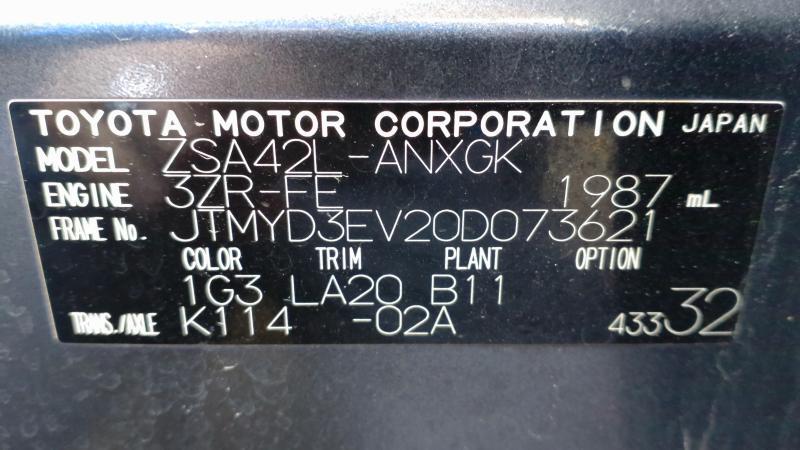 TOYOTA MOTOR CORPORATION JAPAN
MODEL ZSA42L-ANXGK
ENGINE 3ZR-FE 1987 mL
FRAME No. JTMYD3EV20D073621
COLOR TRIM PLANT OPTION
1G3 LA20 B11
TRANS./AXLE K114 -02A 43332